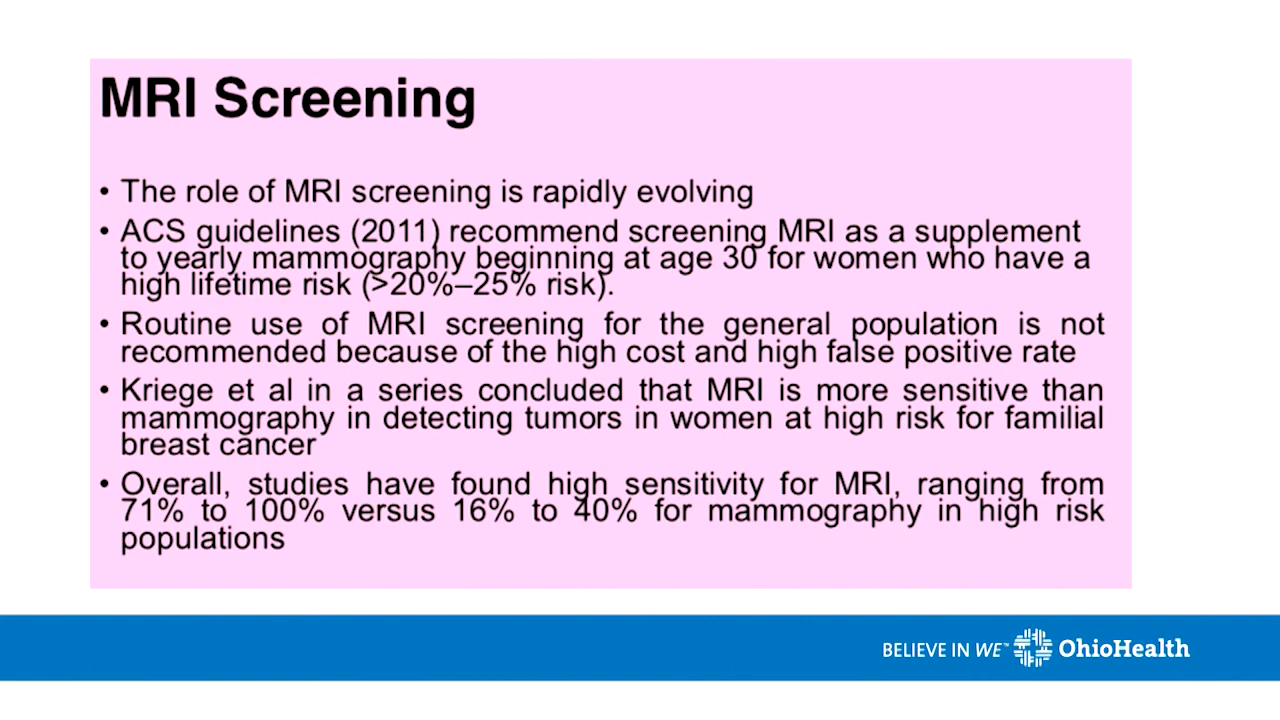 MRI Screening
• The role of MRI screening is rapidly evolving
• ACS guidelines (2011) recommend screening MRI as a supplement
to yearly mammography beginning at age 30 for women who have a
high lifetime risk (>20%–25% risk).
• Routine use of MRI screening for the general population is not
recommended because of the high cost and high false positive rate
• Kriege et al in a series concluded that MRI is more sensitive than
mammography in detecting tumors in women at high risk for familial
breast cancer
• Overall, studies have found high sensitivity for MRI, ranging from
71% to 100% versus 16% to 40% for mammography in high risk
populations
BELIEVE IN WE™ OhioHealth